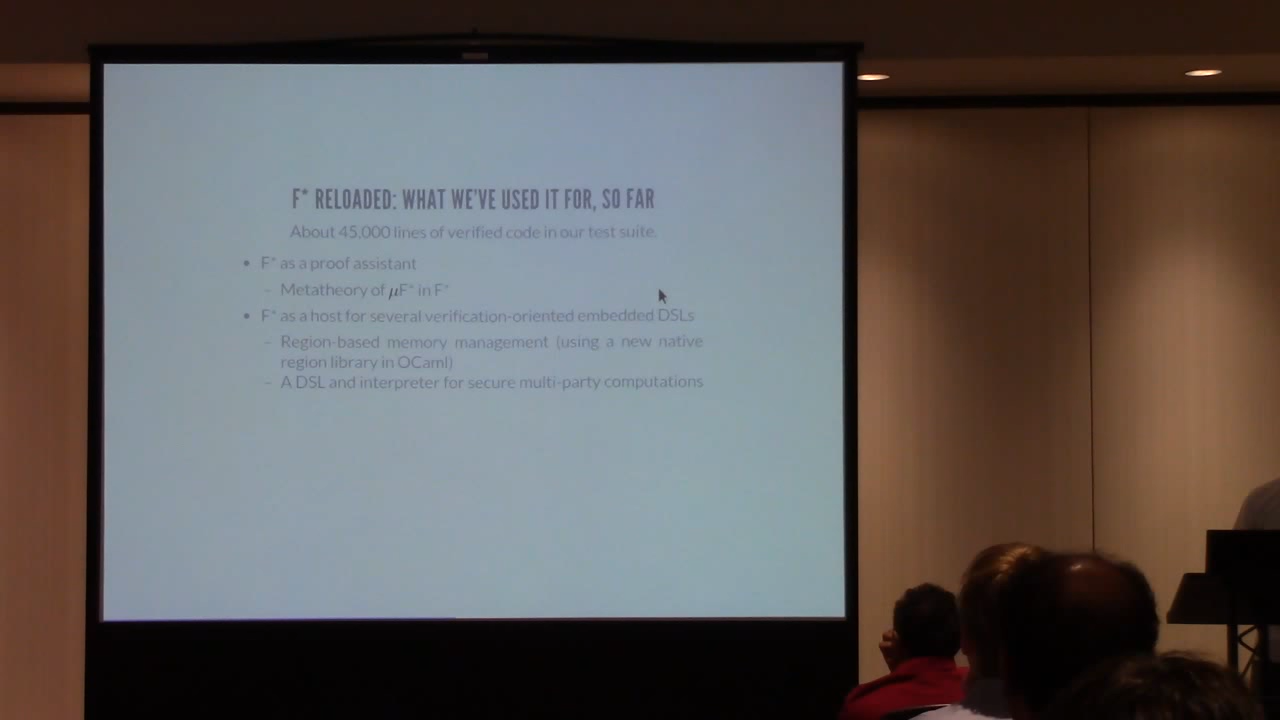 F* RELOADED: WHAT WE'VE USED IT FOR, SO FAR
About 45,000 lines of verified code in our test suite.
• F* as a proof assistant
– Metatheory of μF* in F*
• F* as a host for several verification-oriented embedded DSLs
– Region-based memory management (using a new native
region library in OCaml)
– A DSL and interpreter for secure multi-party computations